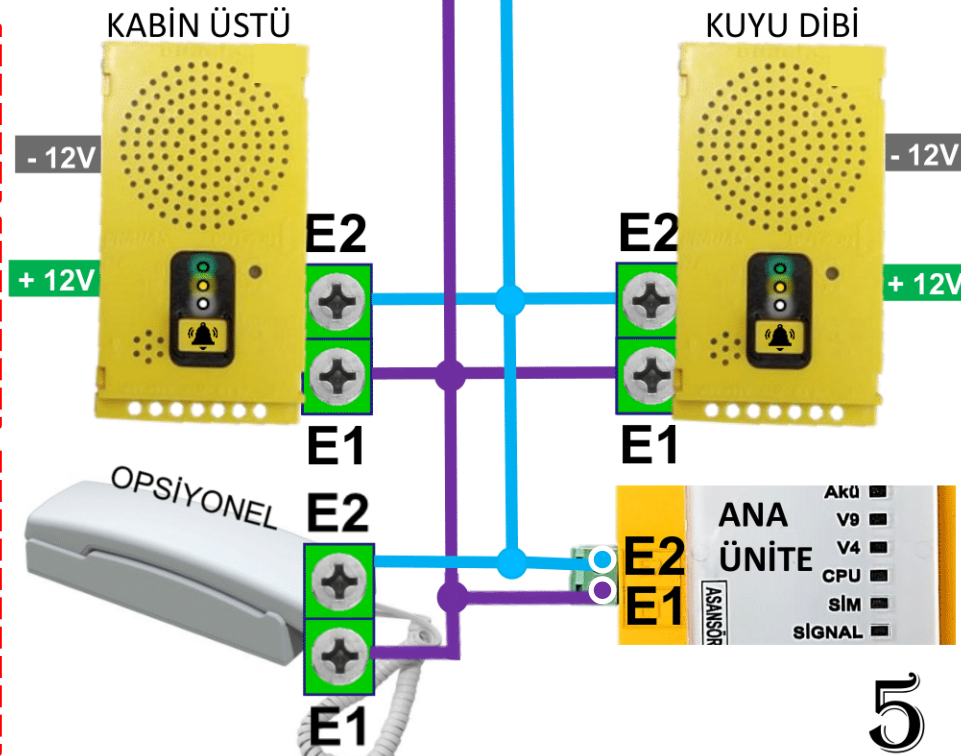 KABİN ÜSTÜ
KUYU DİBİ
- 12V
- 12V
E2
E2
+ 12V
+ 12V
E1
E1
OPSİYONEL
E2
E1
ANA
ÜNİTE
E2
E1
Akü
V9
V4
CPU
SİM
SİGNAL
ASANSÖR
5